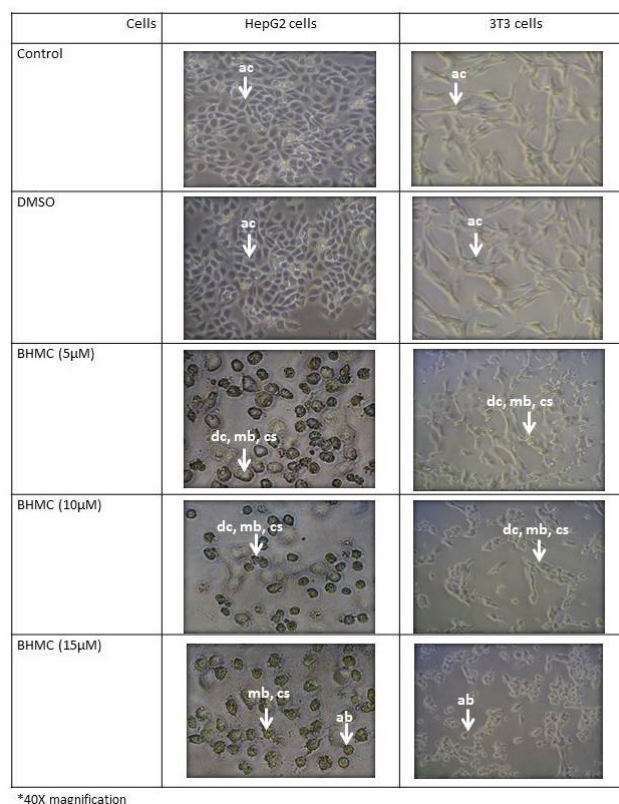 Cells HepG2 cells 3T3 cells
Control
ac ac
DMSO
ac ac
BHMC (5µM)
dc, mb, cs dc, mb, cs
BHMC (10µM)
dc, mb, cs dc, mb, cs
BHMC (15µM)
mb, cs ab ab
*40X magnification